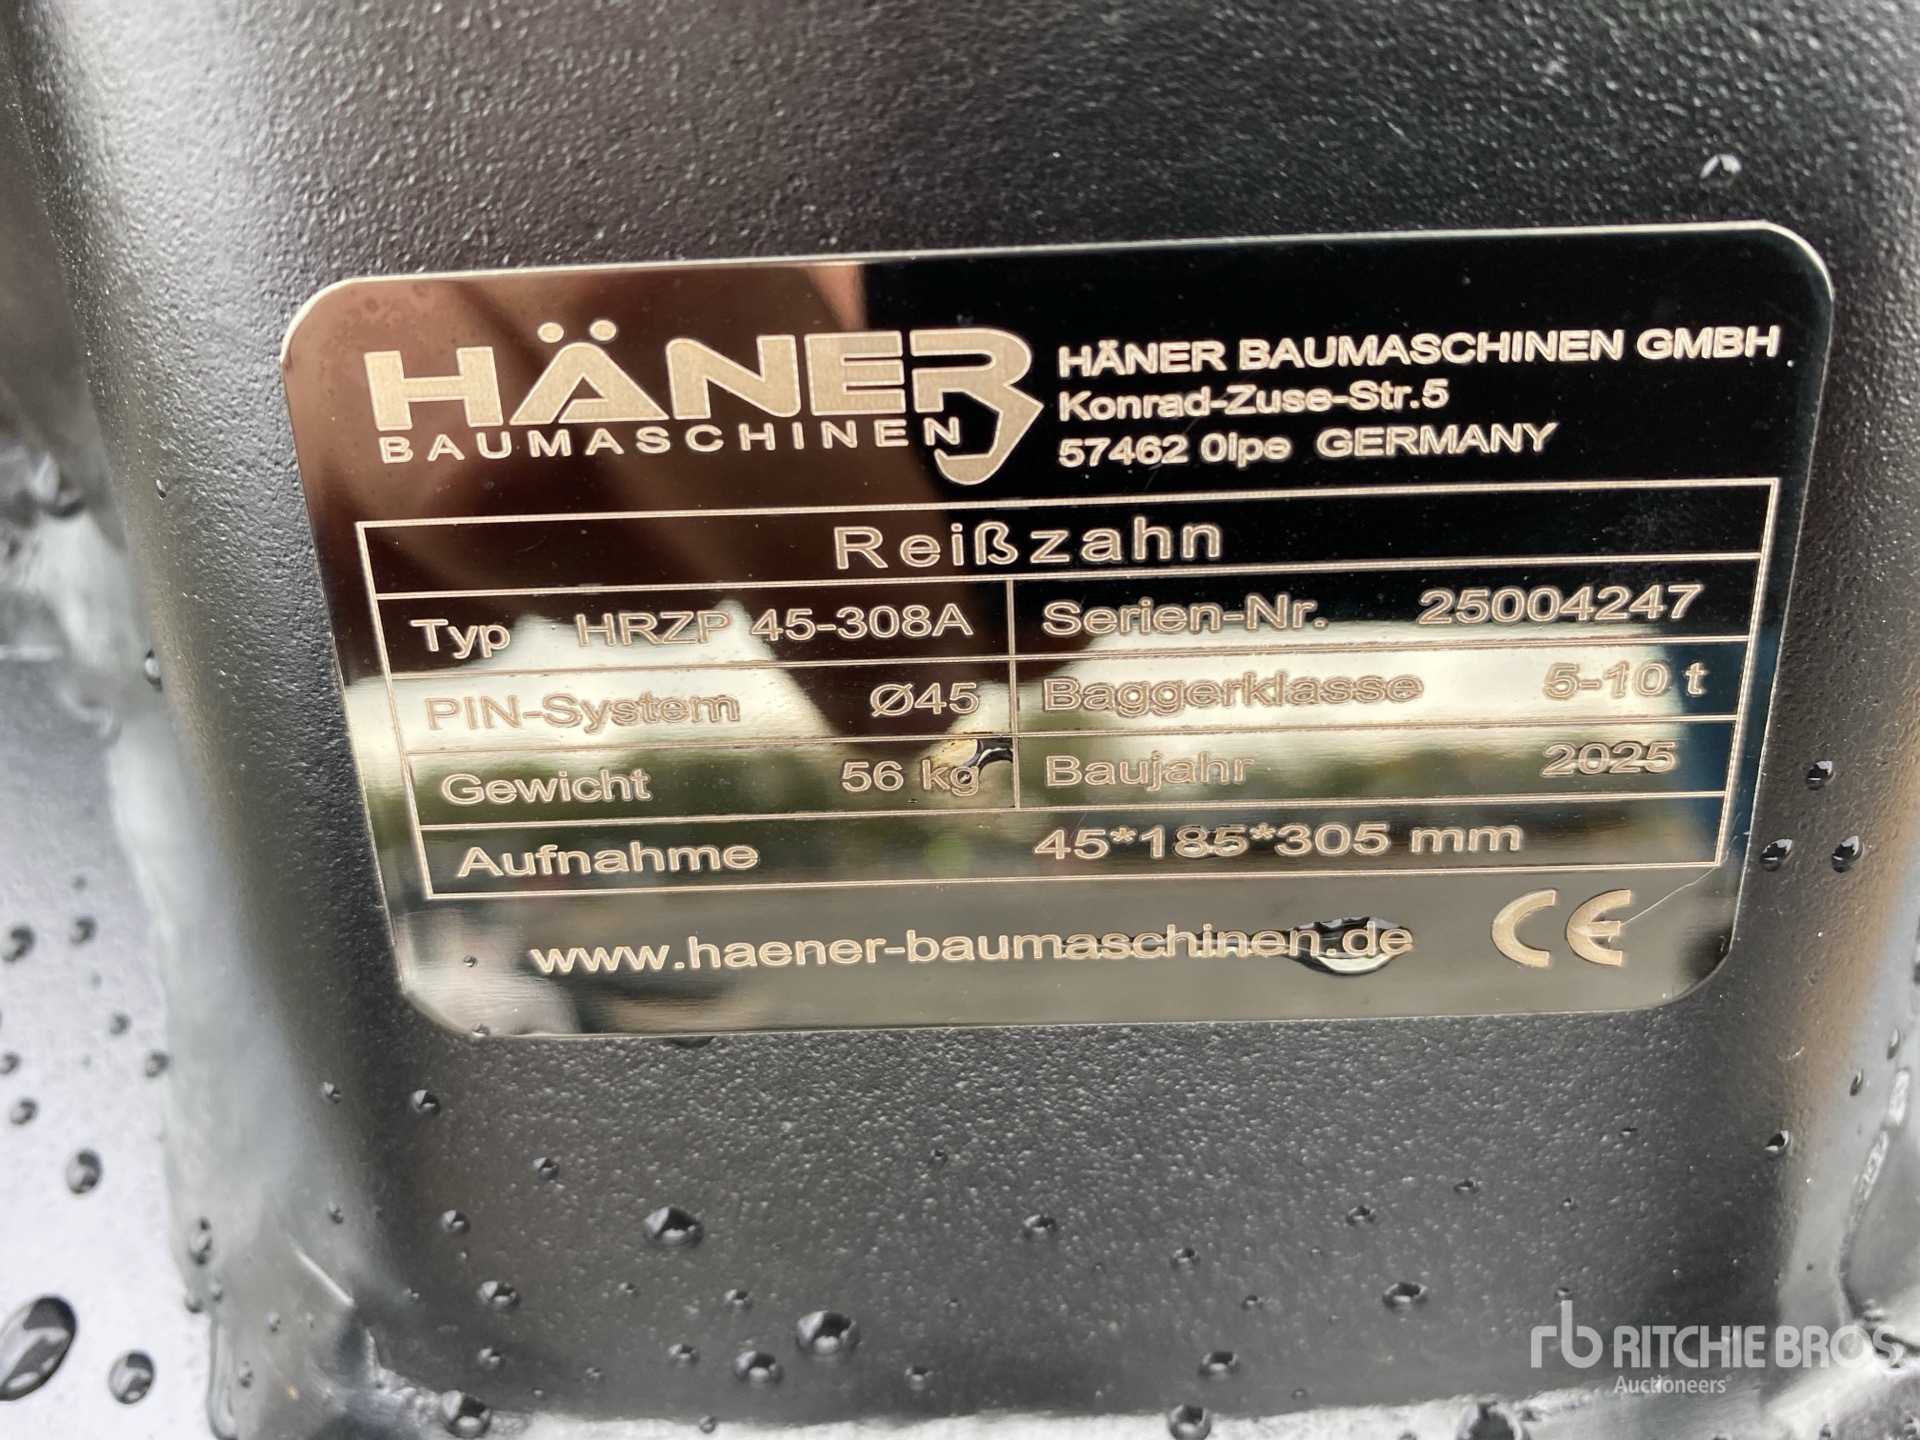 HÄNER
BAUMASCHINEN
HÄNER BAUMASCHINEN GMBH
Konrad-Zuse-Str.5
57462 Olpe GERMANY
Reißzahn
Typ HRZP 45-308A Serien-Nr. 25004247
PIN-System Ø45 Baggerklasse 5-10 t
Gewicht 56 kg Baujahr 2025
Aufnahme 45*185*305 mm
www.haener-baumaschinen.de CE
rb RITCHIE BROS.
Auctioneers